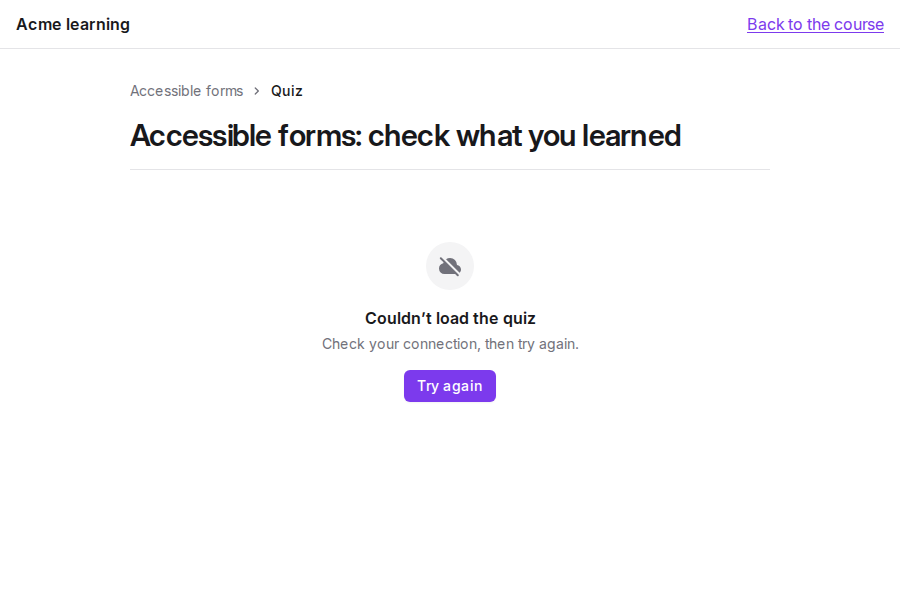 Acme learning
Back to the course
Accessible forms > Quiz
Accessible forms: check what you learned
Couldn’t load the quiz
Check your connection, then try again.
Try again